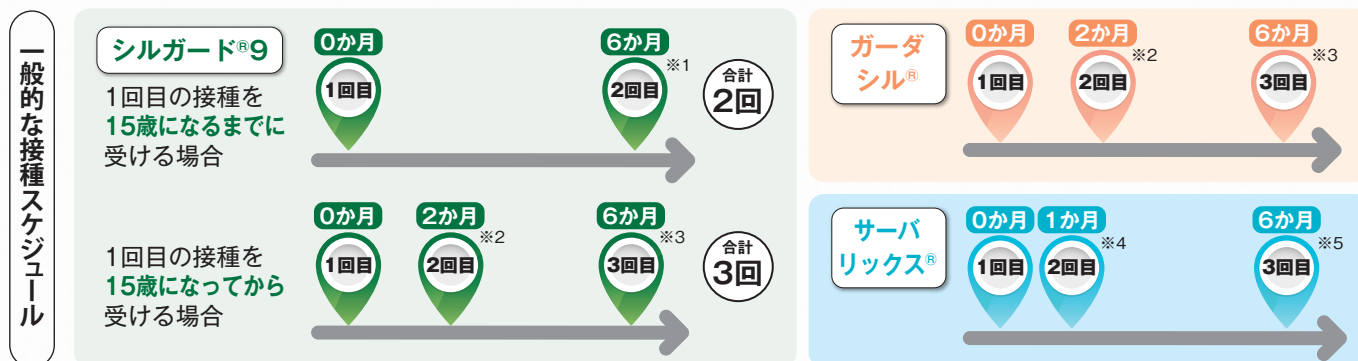 一般的な接種スケジュール
シルガード®9
1回目の接種を
15歳になるまでに
受ける場合
0か月
1回目
6か月
※1
2回目
合計
2回
1回目の接種を
15歳になってから
受ける場合
0か月
1回目
2か月
※2
2回目
6か月
※3
3回目
合計
3回
ガーダ
シル®
0か月
1回目
2か月
※2
2回目
6か月
※3
3回目
サーバ
リックス®
0か月
1回目
1か月
※4
2回目
6か月
※5
3回目